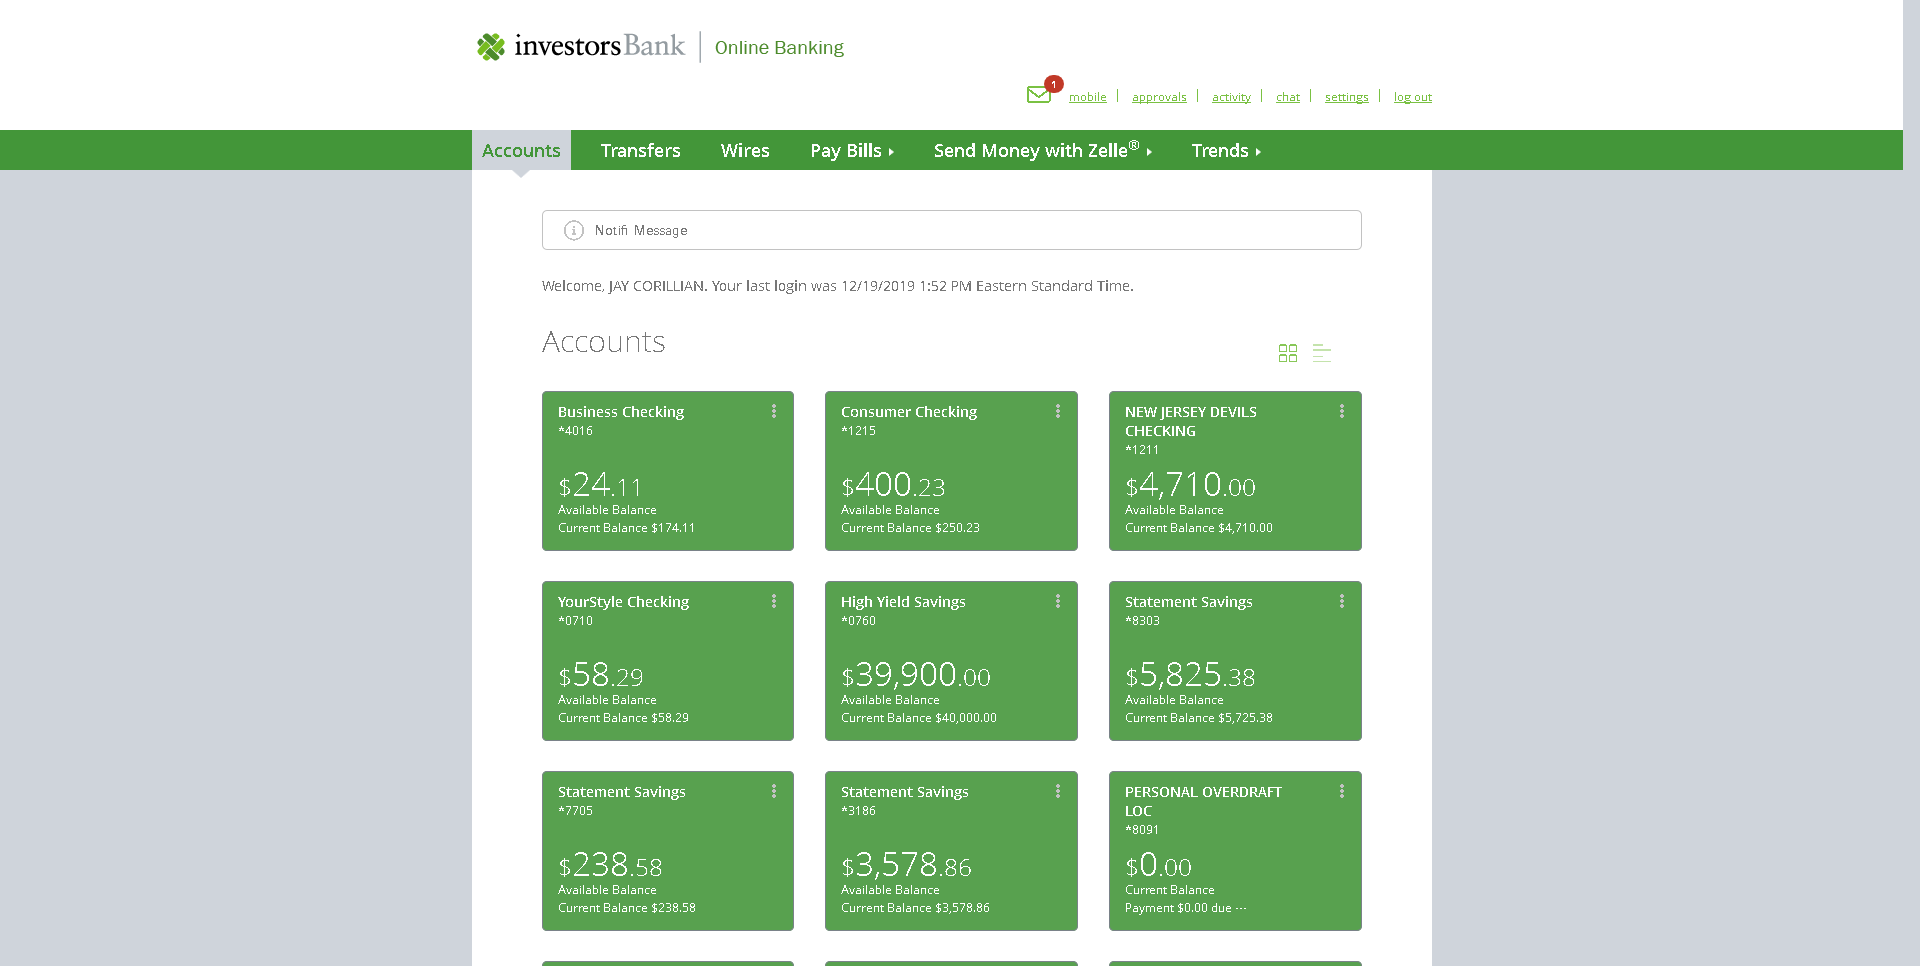 investorsBank Online Banking
1
mobile approvals activity chat settings log out
Accounts Transfers Wires Pay Bills Send Money with Zelle® Trends
Notifi Message
Welcome, JAY CORILLIAN. Your last login was 12/19/2019 1:52 PM Eastern Standard Time.
Accounts
Business Checking
*4016
$24.11
Available Balance
Current Balance $174.11
Consumer Checking
*1215
$400.23
Available Balance
Current Balance $250.23
NEW JERSEY DEVILS
CHECKING
*1211
$4,710.00
Available Balance
Current Balance $4,710.00
YourStyle Checking
*0710
$58.29
Available Balance
Current Balance $58.29
High Yield Savings
*0760
$39,900.00
Available Balance
Current Balance $40,000.00
Statement Savings
*8303
$5,825.38
Available Balance
Current Balance $5,725.38
Statement Savings
*7705
$238.58
Available Balance
Current Balance $238.58
Statement Savings
*3186
$3,578.86
Available Balance
Current Balance $3,578.86
PERSONAL OVERDRAFT
LOC
*8091
$0.00
Current Balance
Payment $0.00 due ---